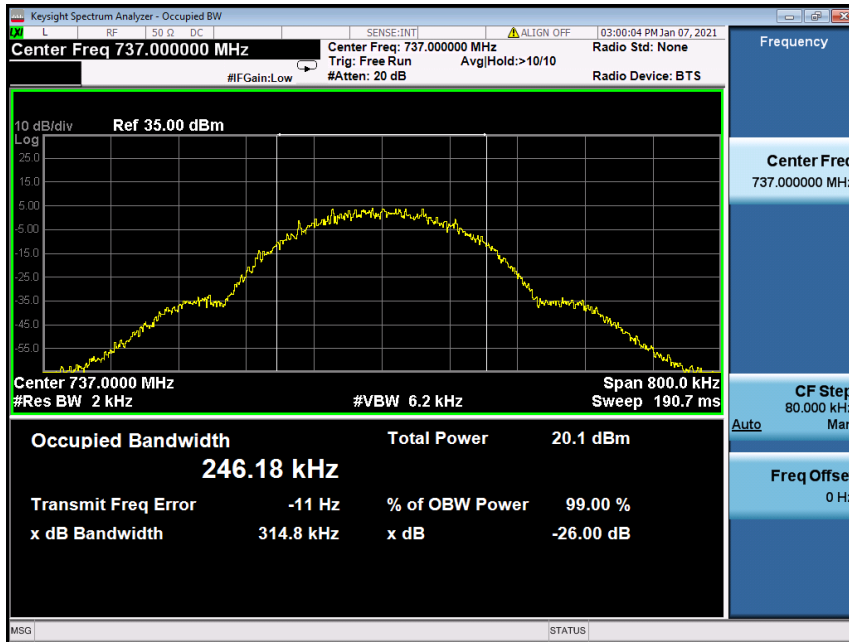 Keysight Spectrum Analyzer - Occupied BW
LXI L RF 50 Ω DC SENSE:INT ALIGN OFF 03:00:04 PM Jan 07, 2021
Center Freq 737.000000 MHz
Center Freq: 737.000000 MHz Radio Std: None
Trig: Free Run Avg|Hold:>10/10
#IFGain:Low #Atten: 20 dB Radio Device: BTS
10 dB/div Ref 35.00 dBm
Log
25.0
15.0
5.00
-5.00
-15.0
-25.0
-35.0
-45.0
-55.0
Center 737.0000 MHz Span 800.0 kHz
#Res BW 2 kHz #VBW 6.2 kHz Sweep 190.7 ms
Occupied Bandwidth Total Power 20.1 dBm
246.18 kHz
Transmit Freq Error -11 Hz % of OBW Power 99.00 %
x dB Bandwidth 314.8 kHz x dB -26.00 dB
MSG STATUS
Frequency
Center Freq
737.000000 MHz
CF Step
80.000 kHz
Auto Man
Freq Offse
0 Hz